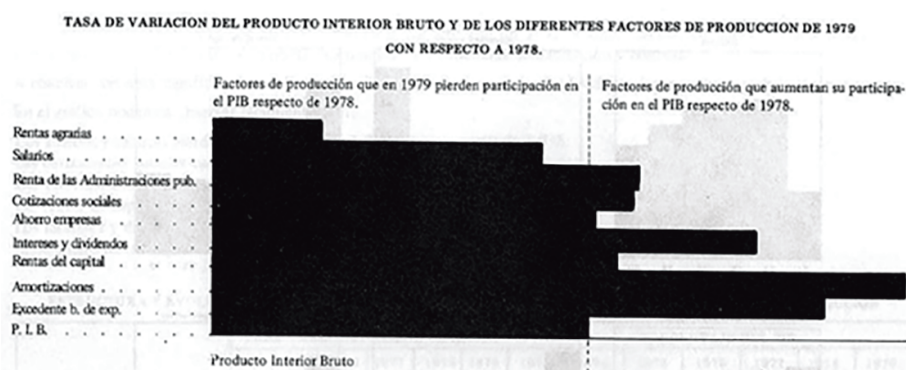 TASA DE VARIACION DEL PRODUCTO INTERIOR BRUTO Y DE LOS DIFERENTES FACTORES DE PRODUCCION DE 1979
CON RESPECTO A 1978.
Factores de producción que en 1979 pierden participación en
el PIB respecto de 1978.
Factores de producción que aumentan su participa-
ción en el PIB respecto de 1978.
Rentas agrarias . . . . . .
Salarios . . . . . . . .
Renta de las Administraciones pub.
Cotizaciones sociales . . . .
Ahorro empresas . . . . .
Intereses y dividendos . . . .
Rentas del capital . . . . .
Amortizaciones . . . . .
Excedente b. de exp. . . . .
P. I. B. . . . . . . .
Producto Interior Bruto